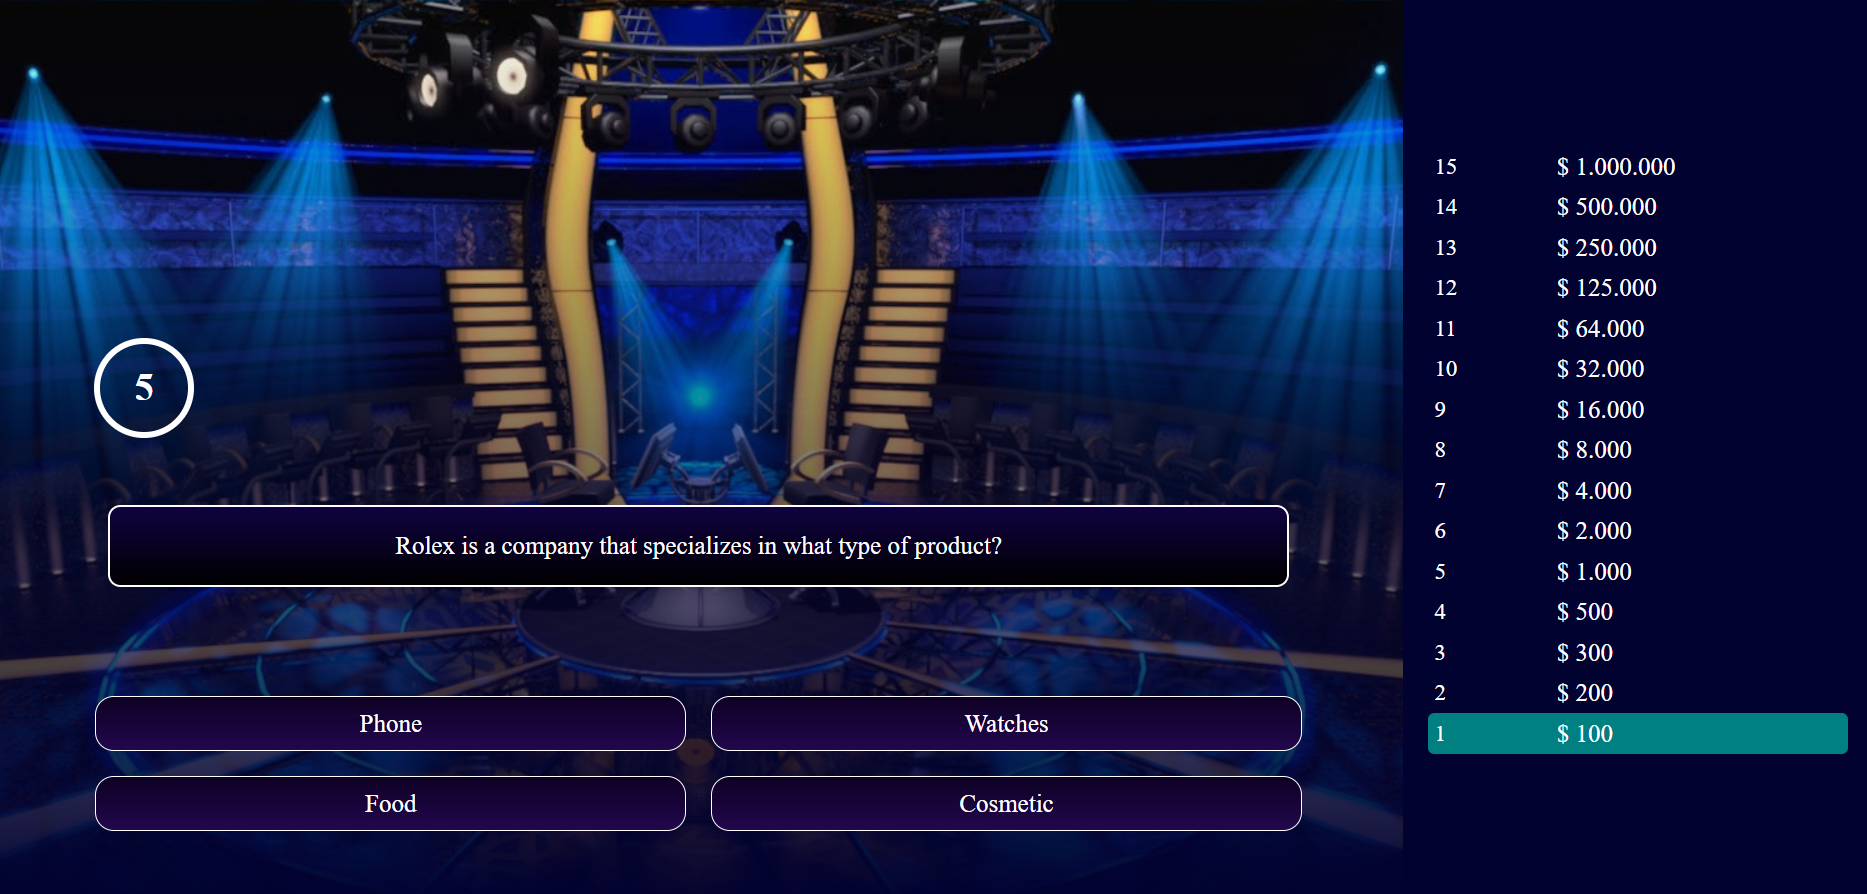 5
Rolex is a company that specializes in what type of product?
Phone
Watches
Food
Cosmetic
15 $ 1.000.000
14 $ 500.000
13 $ 250.000
12 $ 125.000
11 $ 64.000
10 $ 32.000
9 $ 16.000
8 $ 8.000
7 $ 4.000
6 $ 2.000
5 $ 1.000
4 $ 500
3 $ 300
2 $ 200
1 $ 100